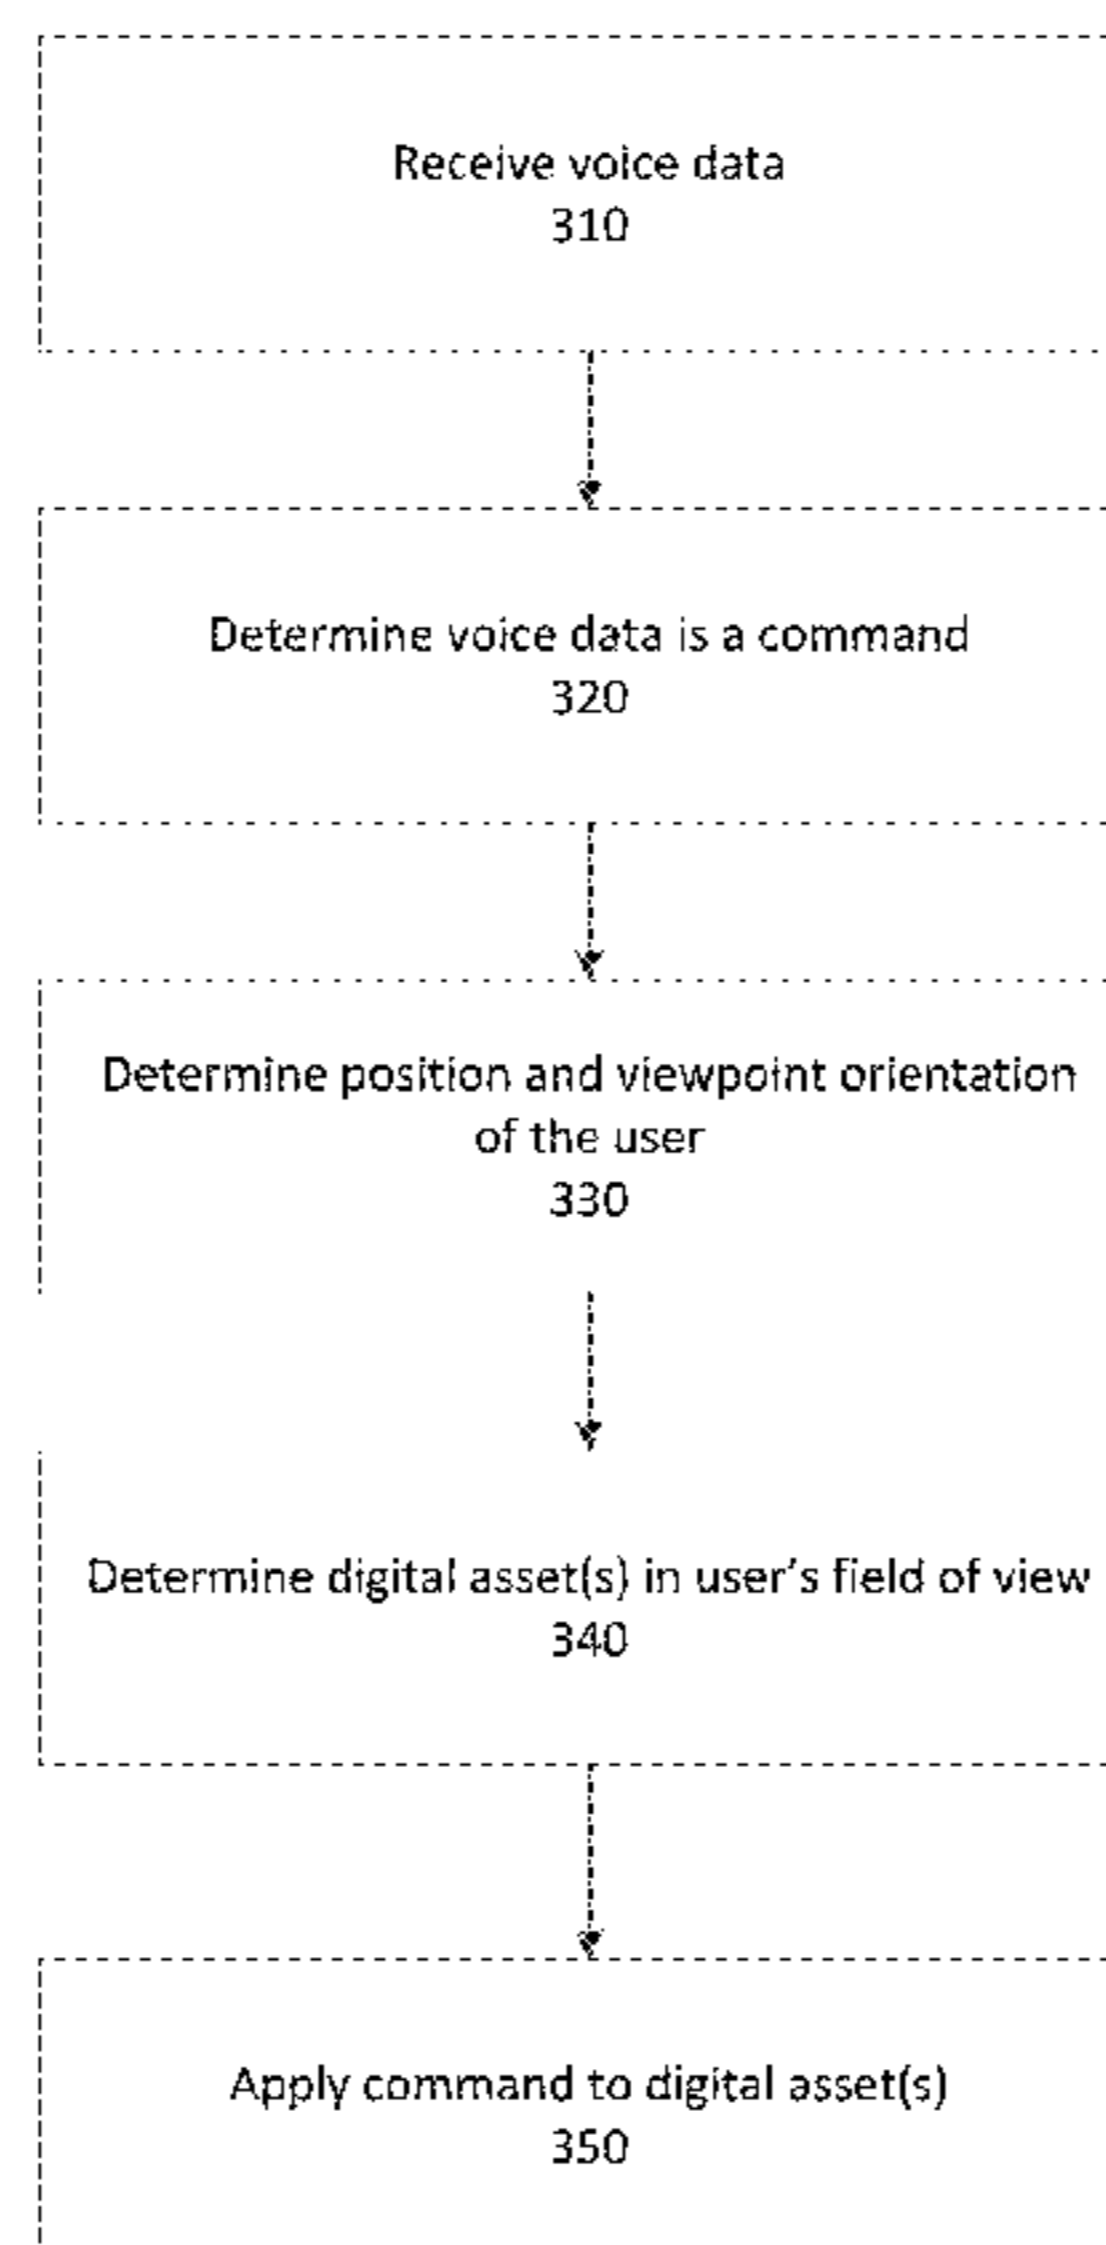 Receive voice data
310
Determine voice data is a command
320
Determine position and viewpoint orientation
of the user
330
Determine digital asset(s) in user's field of view
340
Apply command to digital asset(s)
350